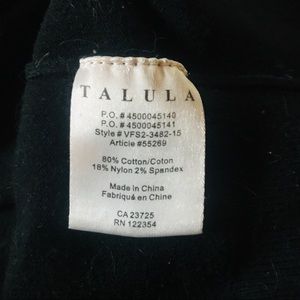 TALULA
P.O. # 4500045140
P.O. # 4500045141
Style # VFS2-3482-15
Article #55269
80% Cotton/Coton
18% Nylon 2% Spandex
Made in China
Fabriqué en Chine
CA 23725
RN 122354